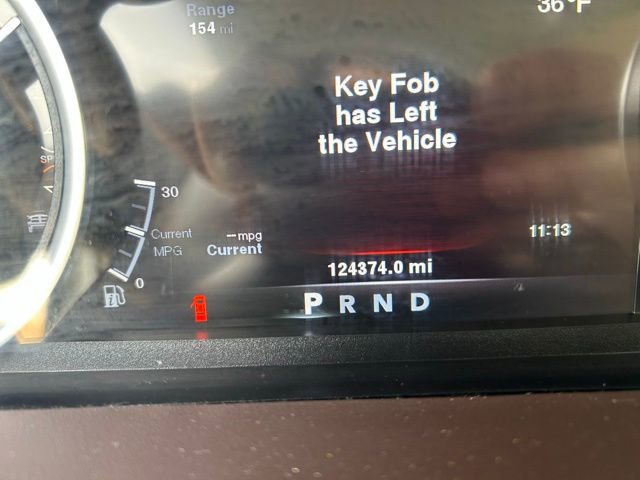 Range
154 mi
36°F
Key Fob
has Left
the Vehicle
SP
30
Current
MPG
--mpg
Current
0
11:13
124374.0 mi
P R N D